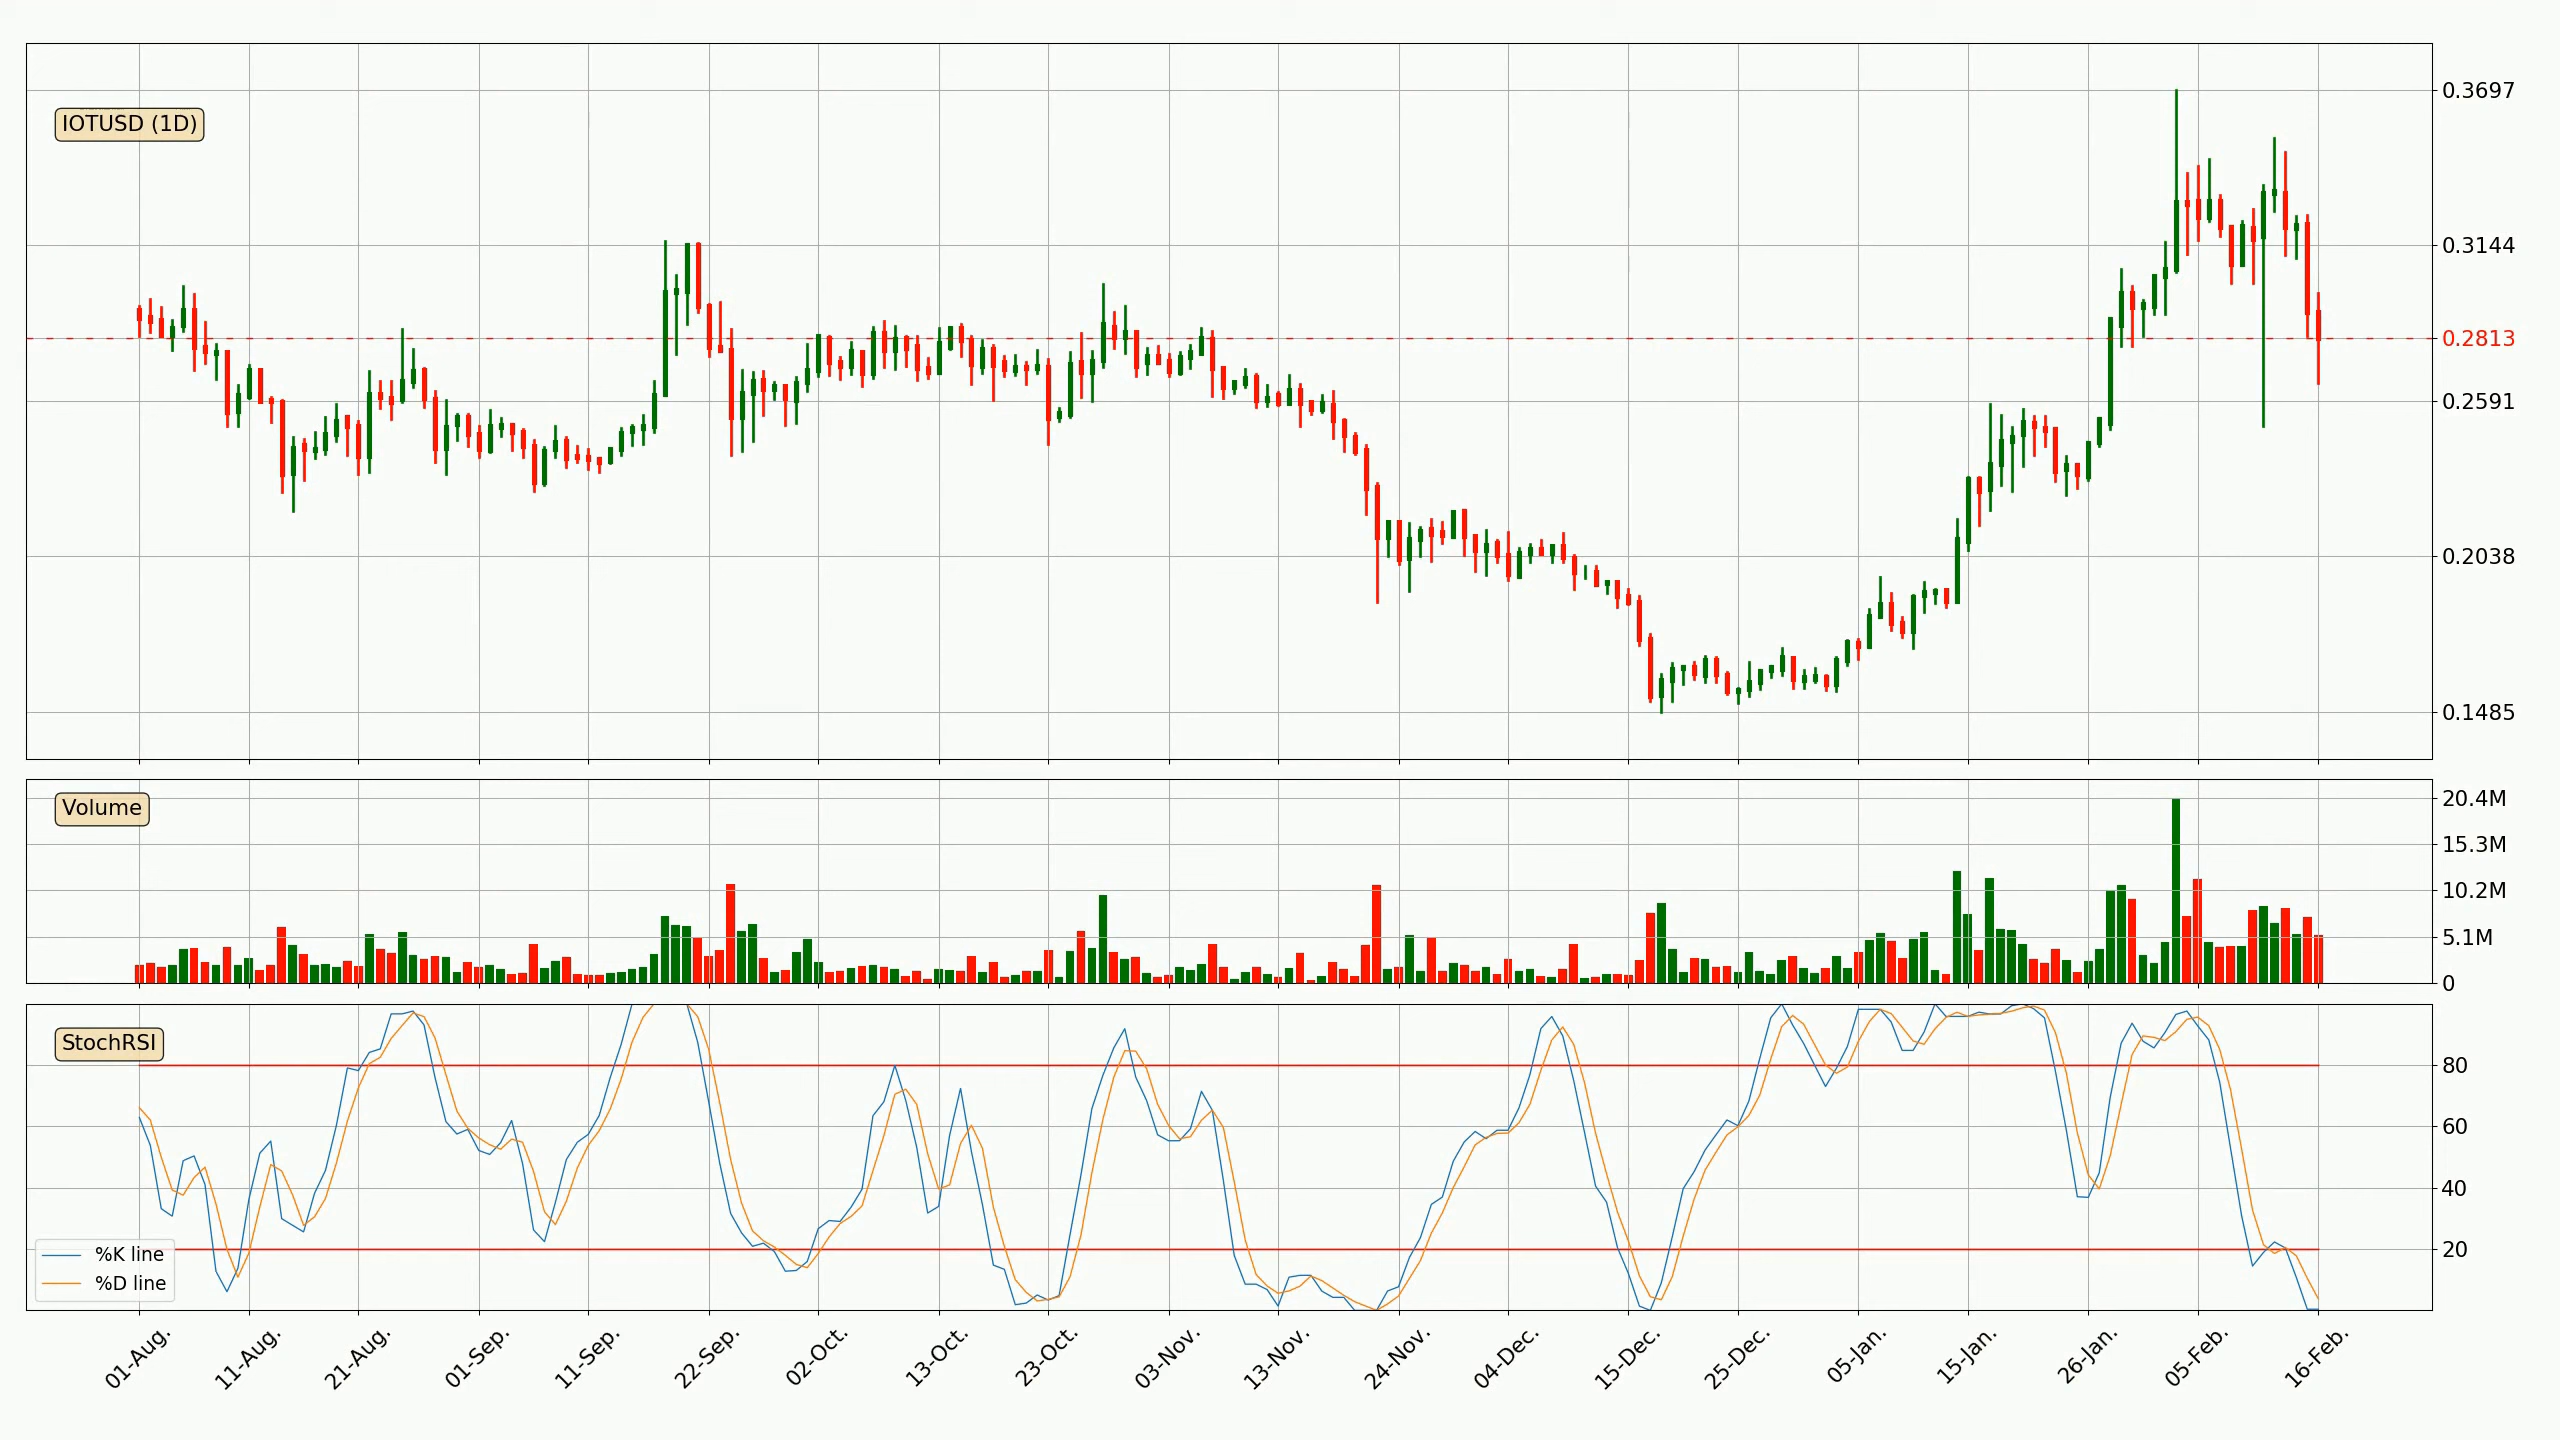 IOTUSD (1D)
0.3697
0.3144
0.2813
0.2591
0.2038
0.1485
Volume
20.4M
15.3M
10.2M
5.1M
0
StochRSI
80
60
40
20
%K line
%D line
01-Aug.
11-Aug.
21-Aug.
01-Sep.
11-Sep.
22-Sep.
02-Oct.
13-Oct.
23-Oct.
03-Nov.
13-Nov.
24-Nov.
04-Dec.
15-Dec.
25-Dec.
05-Jan.
15-Jan.
26-Jan.
05-Feb.
16-Feb.